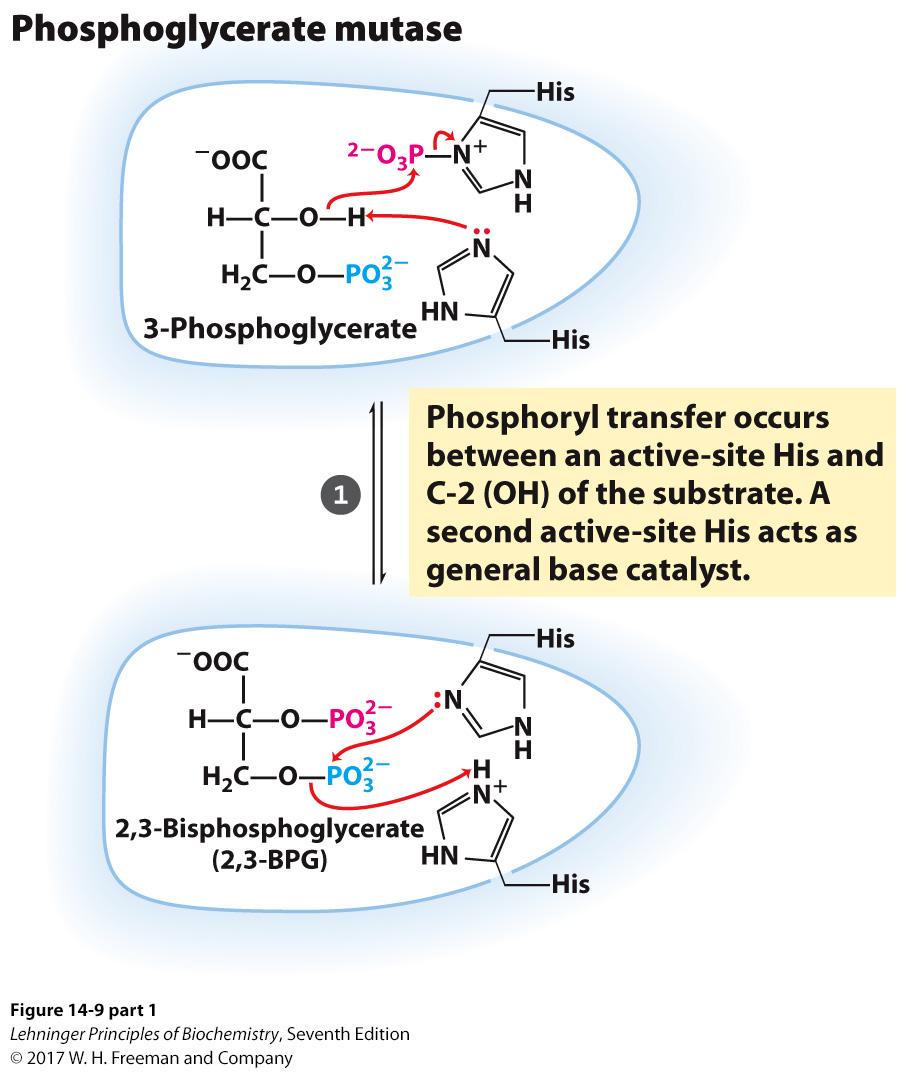 Phosphoglycerate mutase
His
⁻OOC
²⁻O₃P—N⁺
N
H
H—C—O—H
N
H₂C—O—PO₃²⁻
HN
3-Phosphoglycerate
His
1
Phosphoryl transfer occurs
between an active-site His and
C-2 (OH) of the substrate. A
second active-site His acts as
general base catalyst.
His
⁻OOC
:N
H—C—O—PO₃²⁻
N
H
H₂C—O—PO₃²⁻
H
N⁺
2,3-Bisphosphoglycerate
(2,3-BPG)
HN
His
Figure 14-9 part 1
Lehninger Principles of Biochemistry, Seventh Edition
© 2017 W. H. Freeman and Company